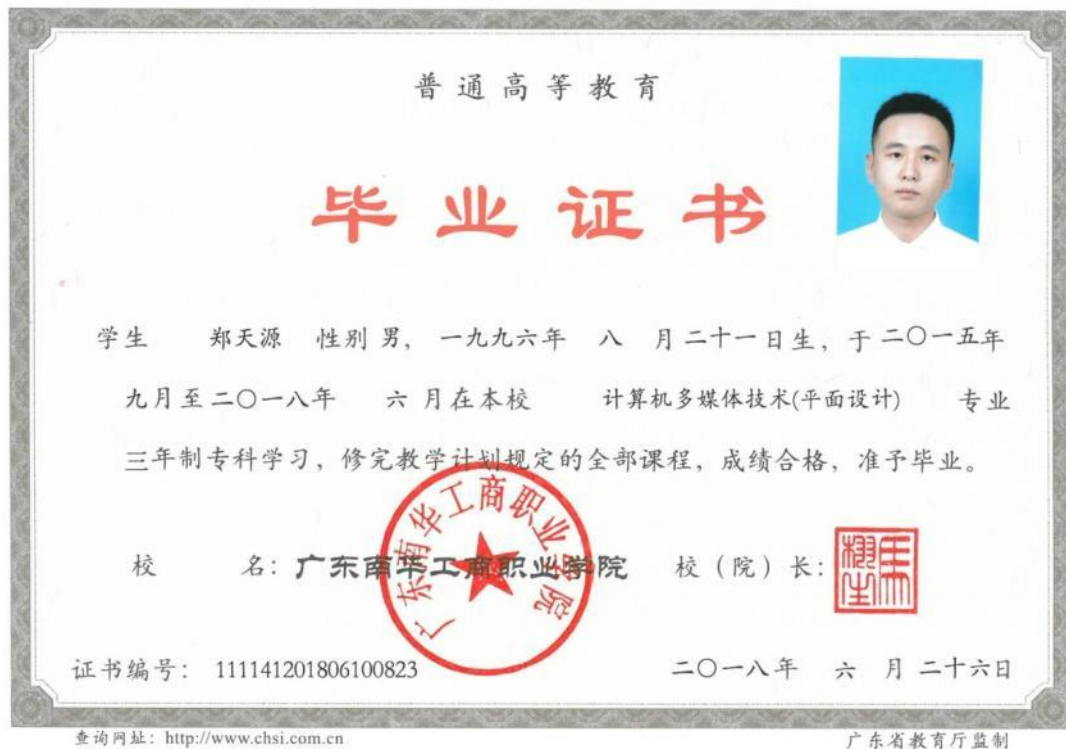 普通高等教育
毕业证书
学生 郑天源 性别 男, 一九九六年 八 月二十一日生, 于二〇一五年
九月至二〇一八年 六 月在本校 计算机多媒体技术(平面设计) 专业
三年制专科学习, 修完教学计划规定的全部课程, 成绩合格, 准予毕业。
校 名: 广东南华工商职业学院 校（院）长:
广东南华工商职业学院
证书编号: 111141201806100823 二〇一八年 六 月 二十六日
查询网址: http://www.chsi.com.cn 广东省教育厅监制